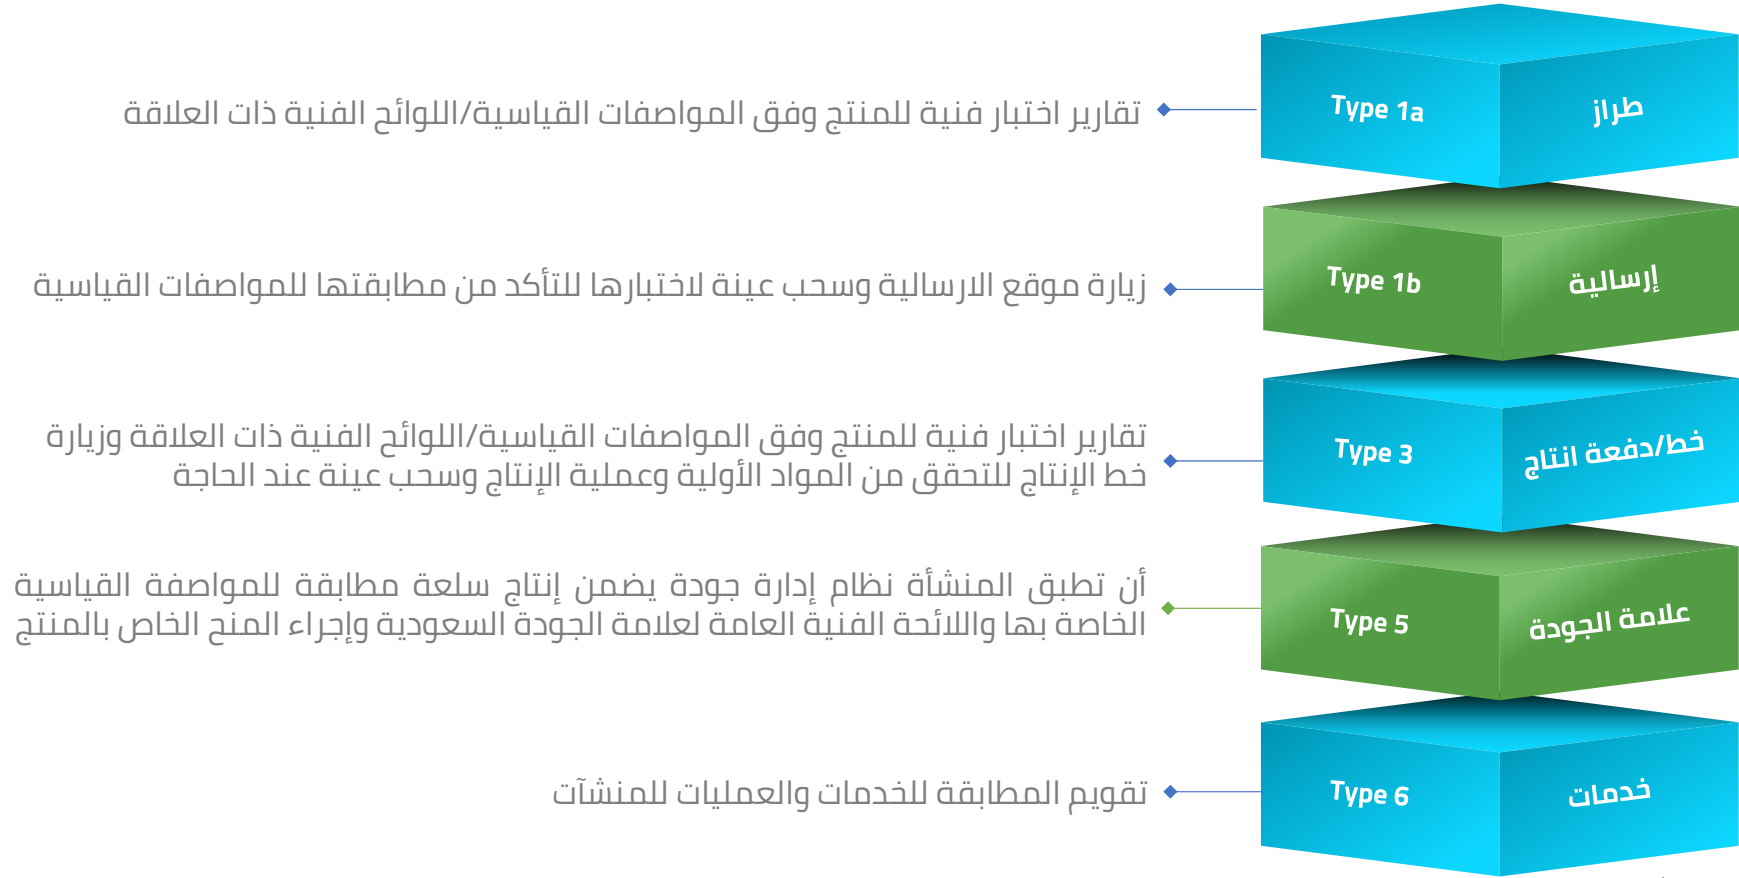 طراز
Type 1a
تقارير اختبار فنية للمنتج وفق المواصفات القياسية/اللوائح الفنية ذات العلاقة
إرسالية
Type 1b
زيارة موقع الارسالية وسحب عينة لاختبارها للتأكد من مطابقتها للمواصفات القياسية
خط/دفعة انتاج
Type 3
تقارير اختبار فنية للمنتج وفق المواصفات القياسية/اللوائح الفنية ذات العلاقة وزيارة
خط الإنتاج للتحقق من المواد الأولية وعملية الإنتاج وسحب عينة عند الحاجة
علامة الجودة
Type 5
أن تطبق المنشأة نظام إدارة جودة يضمن إنتاج سلعة مطابقة للمواصفة القياسية
الخاصة بها واللائحة الفنية العامة لعلامة الجودة السعودية وإجراء المنح الخاص بالمنتج
خدمات
Type 6
تقويم المطابقة للخدمات والعمليات للمنشآت